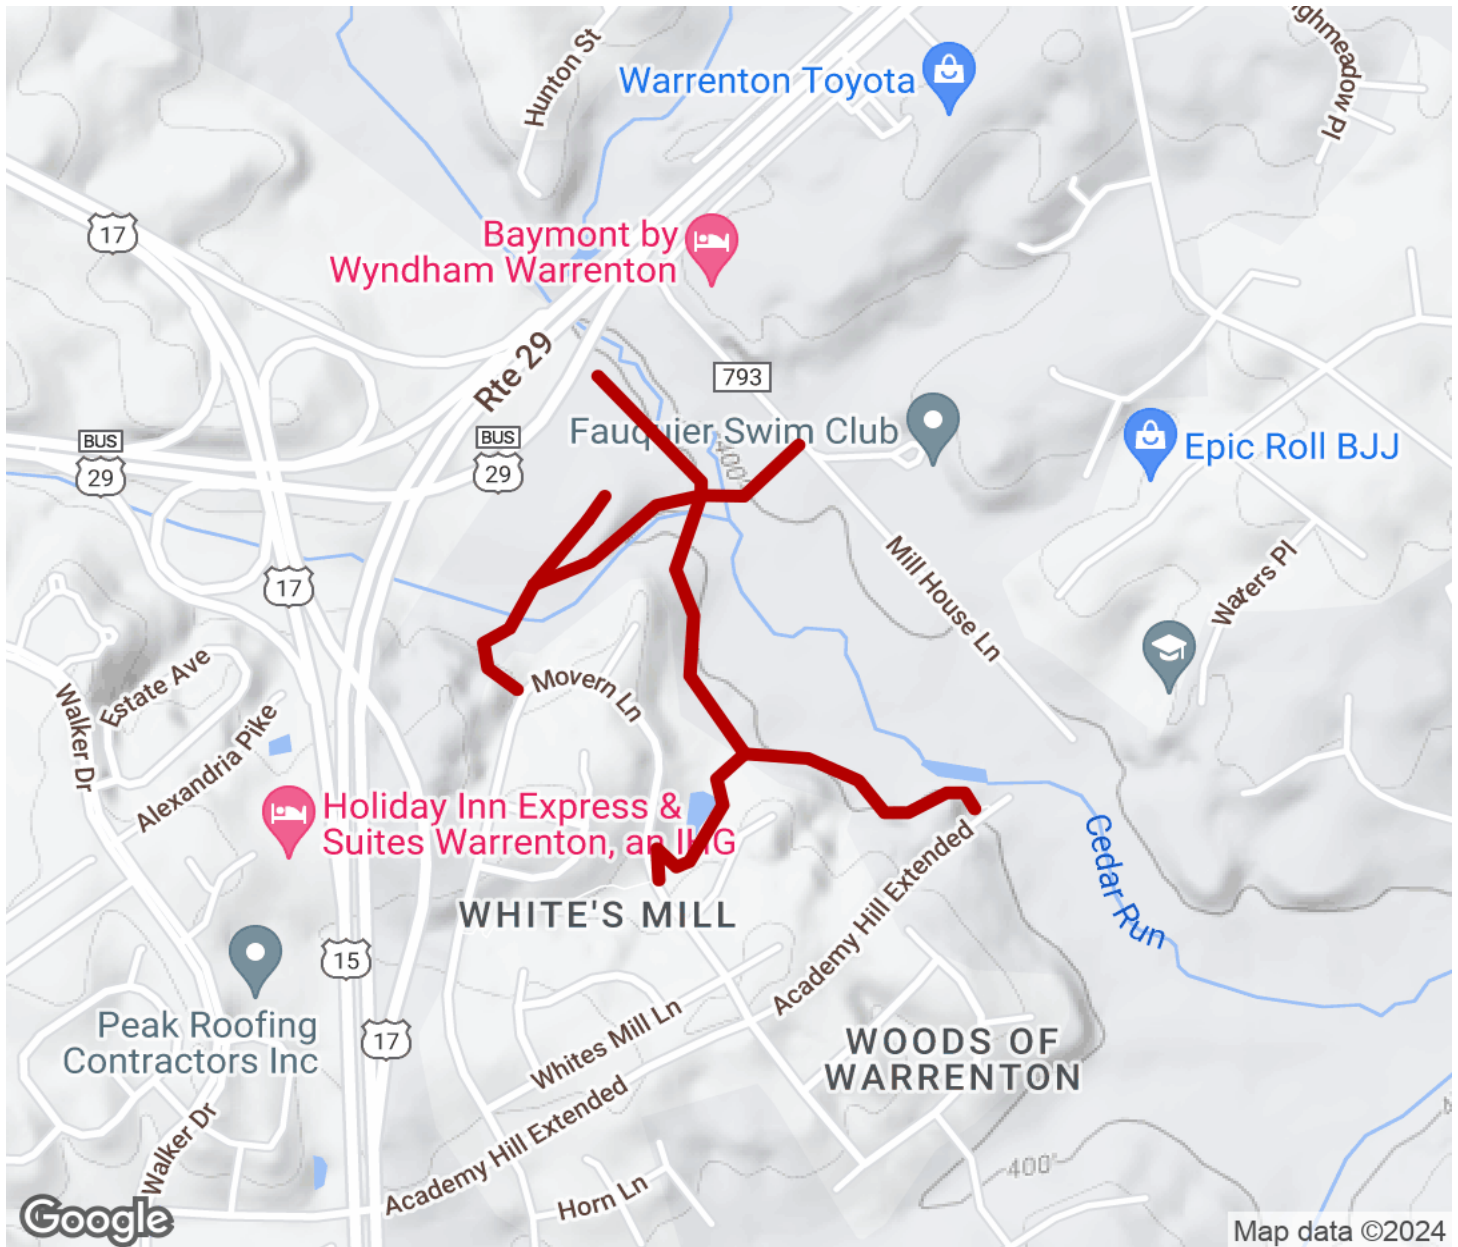 Hunton St
ghmeadow Pl
Warrenton Toyota
17
Baymont by
Wyndham Warrenton
Rte 29
793
BUS
29
BUS
29
Fauquier Swim Club
400'
Epic Roll BJJ
17
Mill House Ln
Waters Pl
Estate Ave
Walker Dr
Movern Ln
Alexandria Pike
Holiday Inn Express &
Suites Warrenton, an IHG
Cedar Run
WHITE'S MILL
Academy Hill Extended
15
Peak Roofing
Contractors Inc
17
Whites Mill Ln
WOODS OF
WARRENTON
Academy Hill Extended
Walker Dr
Horn Ln
400'
Google
Map data ©2024